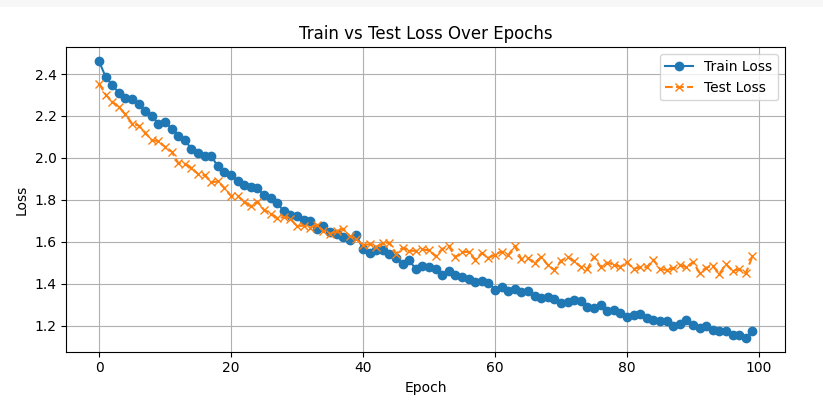 Train vs Test Loss Over Epochs
Train Loss
Test Loss
Loss
2.4
2.2
2.0
1.8
1.6
1.4
1.2
0 20 40 60 80 100
Epoch